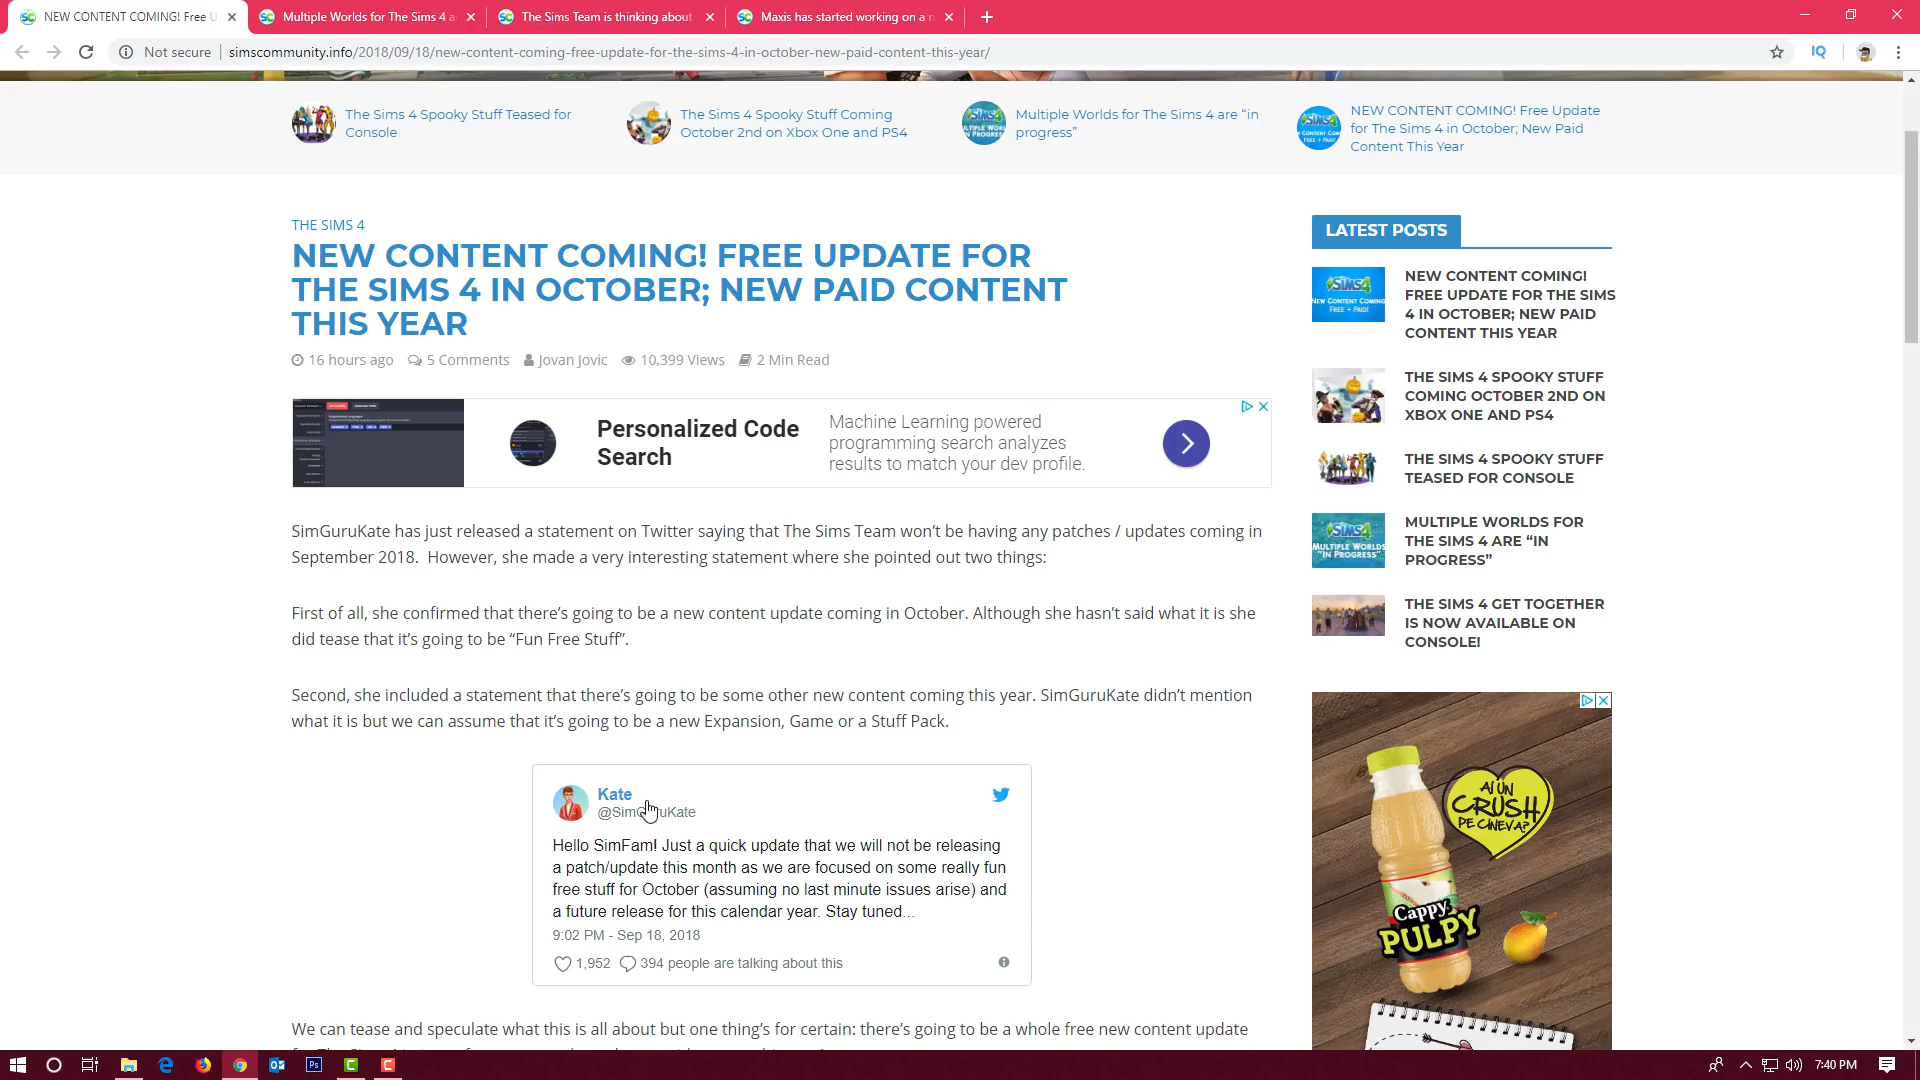 NEW CONTENT COMING! Free U
Multiple Worlds for The Sims 4 a
The Sims Team is thinking about
Maxis has started working on a n
Not secure
simscommunity.info/2018/09/18/new-content-coming-free-update-for-the-sims-4-in-october-new-paid-content-this-year/
IQ
The Sims 4 Spooky Stuff Teased for
Console
The Sims 4 Spooky Stuff Coming
October 2nd on Xbox One and PS4
Multiple Worlds for The Sims 4 are “in
progress”
NEW CONTENT COMING! Free Update
for The Sims 4 in October; New Paid
Content This Year
THE SIMS 4
NEW CONTENT COMING! FREE UPDATE FOR
THE SIMS 4 IN OCTOBER; NEW PAID CONTENT
THIS YEAR
16 hours ago 5 Comments Jovan Jovic 10,399 Views 2 Min Read
Personalized Code
Search
Machine Learning powered
programming search analyzes
results to match your dev profile.
SimGuruKate has just released a statement on Twitter saying that The Sims Team won’t be having any patches / updates coming in
September 2018. However, she made a very interesting statement where she pointed out two things:
First of all, she confirmed that there’s going to be a new content update coming in October. Although she hasn’t said what it is she
did tease that it’s going to be “Fun Free Stuff”.
Second, she included a statement that there’s going to be some other new content coming this year. SimGuruKate didn’t mention
what it is but we can assume that it’s going to be a new Expansion, Game or a Stuff Pack.
Kate
@SimGuruKate
Hello SimFam! Just a quick update that we will not be releasing
a patch/update this month as we are focused on some really fun
free stuff for October (assuming no last minute issues arise) and
a future release for this calendar year. Stay tuned...
9:02 PM - Sep 18, 2018
1,952 394 people are talking about this
We can tease and speculate what this is all about but one thing’s for certain: there’s going to be a whole free new content update
LATEST POSTS
NEW CONTENT COMING!
FREE UPDATE FOR THE SIMS
4 IN OCTOBER; NEW PAID
CONTENT THIS YEAR
THE SIMS 4 SPOOKY STUFF
COMING OCTOBER 2ND ON
XBOX ONE AND PS4
THE SIMS 4 SPOOKY STUFF
TEASED FOR CONSOLE
MULTIPLE WORLDS FOR
THE SIMS 4 ARE “IN
PROGRESS”
THE SIMS 4 GET TOGETHER
IS NOW AVAILABLE ON
CONSOLE!
AI UN
CRUSH
PE CINEVA?
Cappy
PULPY
7:40 PM